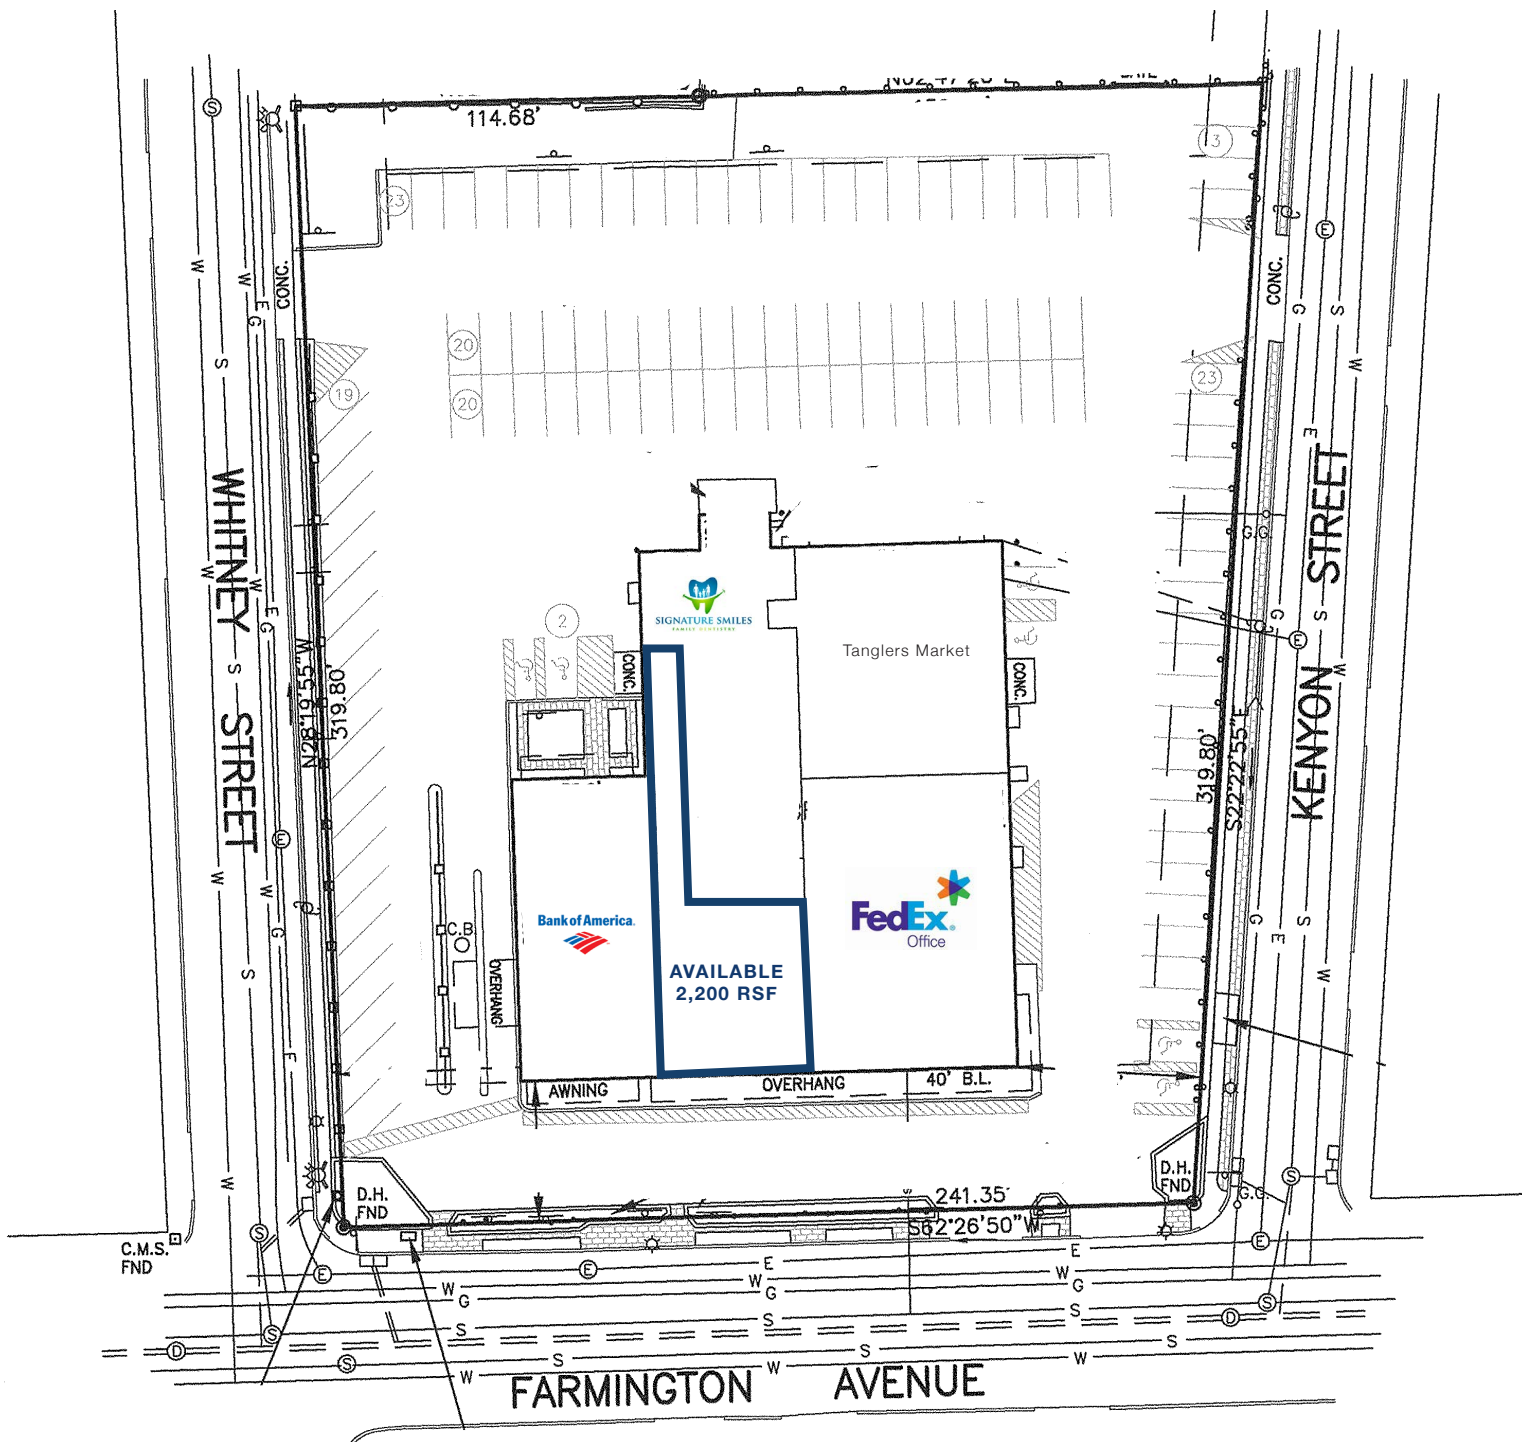 114.68'
3
23
CONC.
CONC.
20
20
19
23
WHITNEY STREET
KENYON STREET
G.G.
SIGNATURE SMILES
FAMILY DENTISTRY
2
Tanglers Market
CONC.
CONC.
N28°19'55"W
319.80'
319.80'
S22°22'55"E
Bank of America
FedEx
Office
C.B
OVERHANG
AVAILABLE
2,200 RSF
AWNING
OVERHANG
40' B.L.
D.H.
FND
D.H.
FND
G.G.
241.35'
S62°26'50"W
C.M.S.
FND
E
E
E
E
E
W
W
W
G
G
G
S
S
S
S
S
S
D
D
S
S
S
W
W
W
FARMINGTON AVENUE